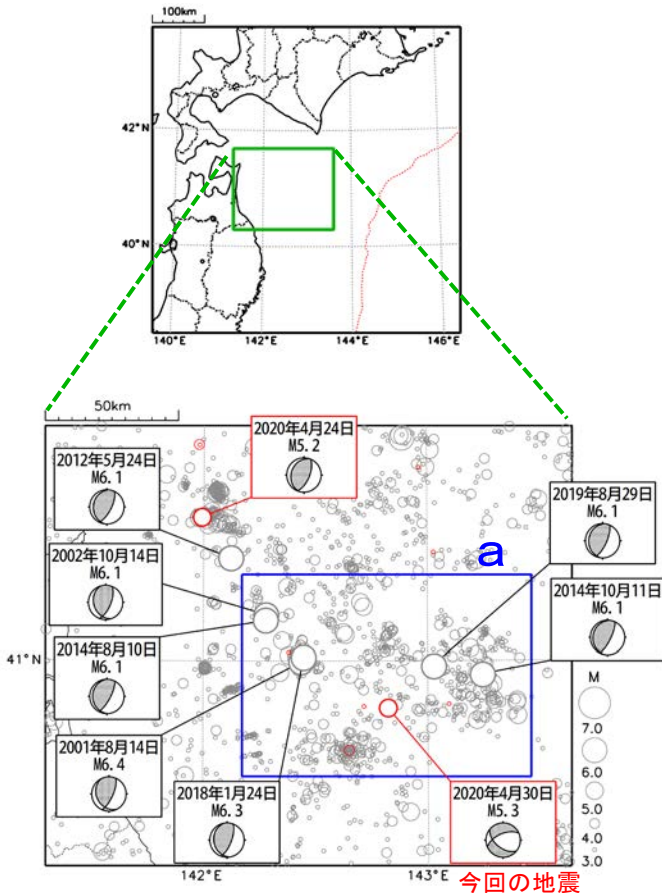 100km
42°N
40°N
140°E
142°E
144°E
146°E
50km
2020年4月24日
M5.2
2012年5月24日
M6.1
2019年8月29日
M6.1
2002年10月14日
M6.1
a
2014年10月11日
M6.1
2014年8月10日
M6.1
41°N
M
7.0
6.0
5.0
4.0
3.0
2001年8月14日
M6.4
2018年1月24日
M6.3
2020年4月30日
M5.3
142°E
143°E
今回の地震